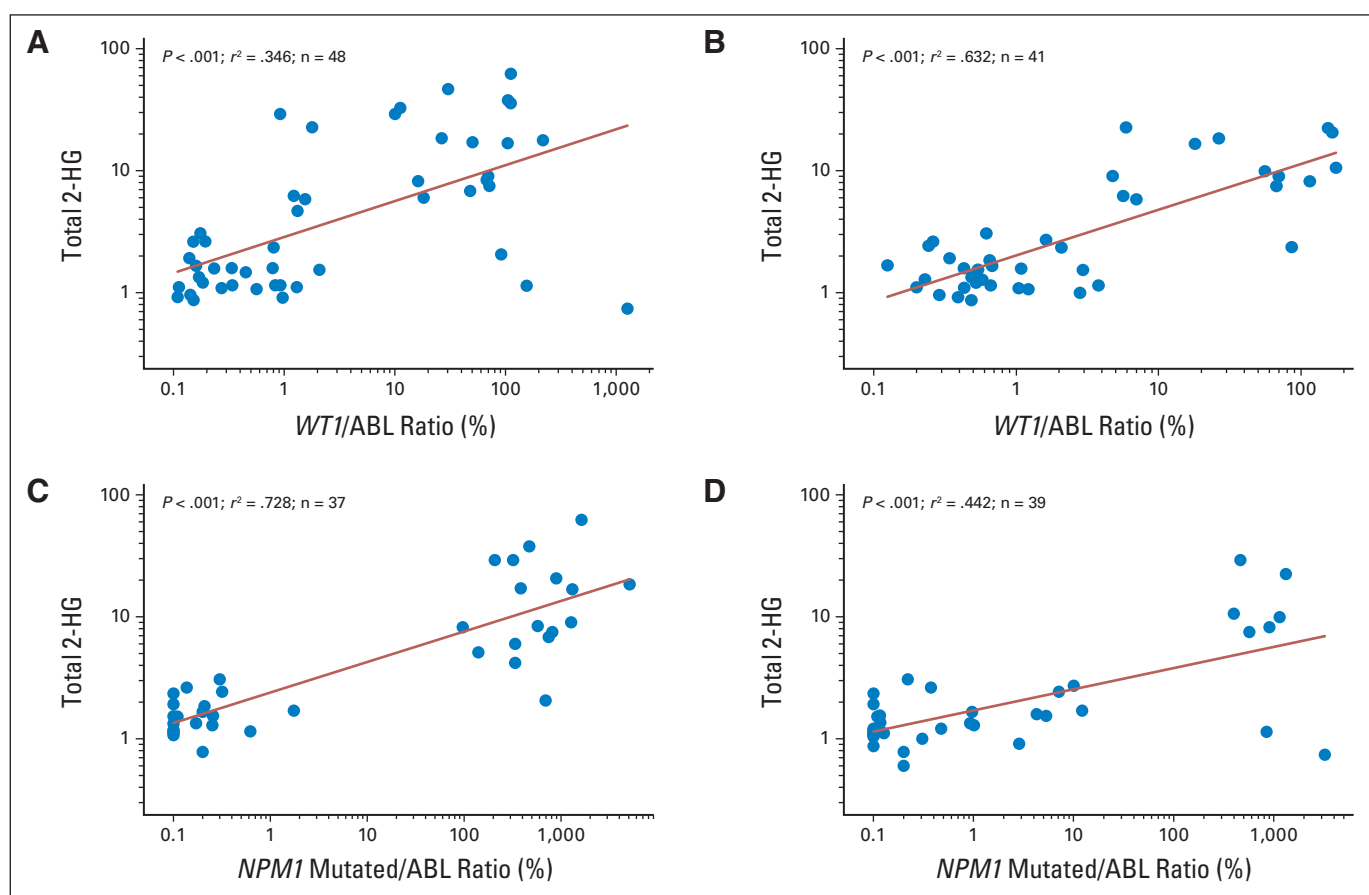 A
P < .001; r² = .346; n = 48
100
10
1
Total 2-HG
0.1 1 10 100 1,000
WT1/ABL Ratio (%)
B
P < .001; r² = .632; n = 41
100
10
1
Total 2-HG
0.1 1 10 100
WT1/ABL Ratio (%)
C
P < .001; r² = .728; n = 37
100
10
1
Total 2-HG
0.1 1 10 100 1,000
NPM1 Mutated/ABL Ratio (%)
D
P < .001; r² = .442; n = 39
100
10
1
Total 2-HG
0.1 1 10 100 1,000
NPM1 Mutated/ABL Ratio (%)